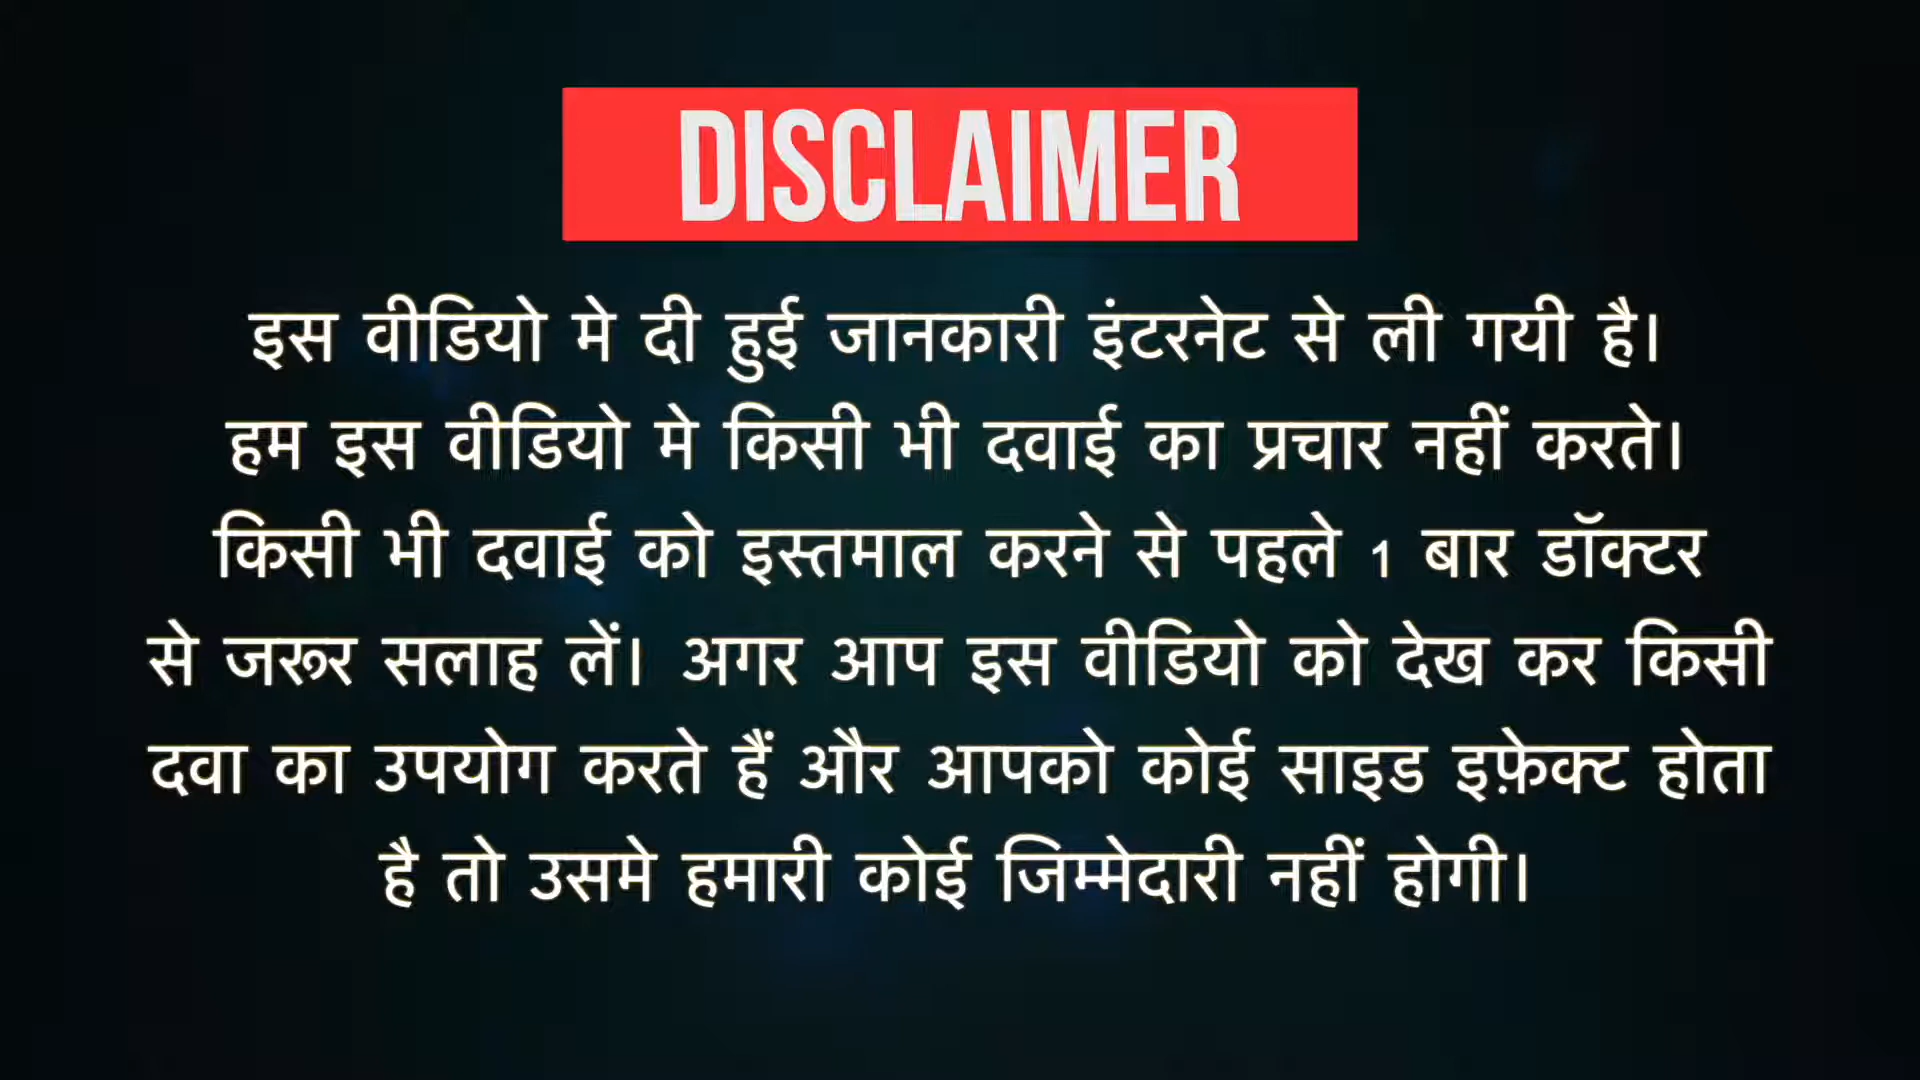 DISCLAIMER
इस वीडियो मे दी हुई जानकारी इंटरनेट से ली गयी है।
हम इस वीडियो मे किसी भी दवाई का प्रचार नहीं करते।
किसी भी दवाई को इस्तमाल करने से पहले 1 बार डॉक्टर
से जरूर सलाह लें। अगर आप इस वीडियो को देख कर किसी
दवा का उपयोग करते हैं और आपको कोई साइड इफ़ेक्ट होता
है तो उसमे हमारी कोई जिम्मेदारी नहीं होगी।